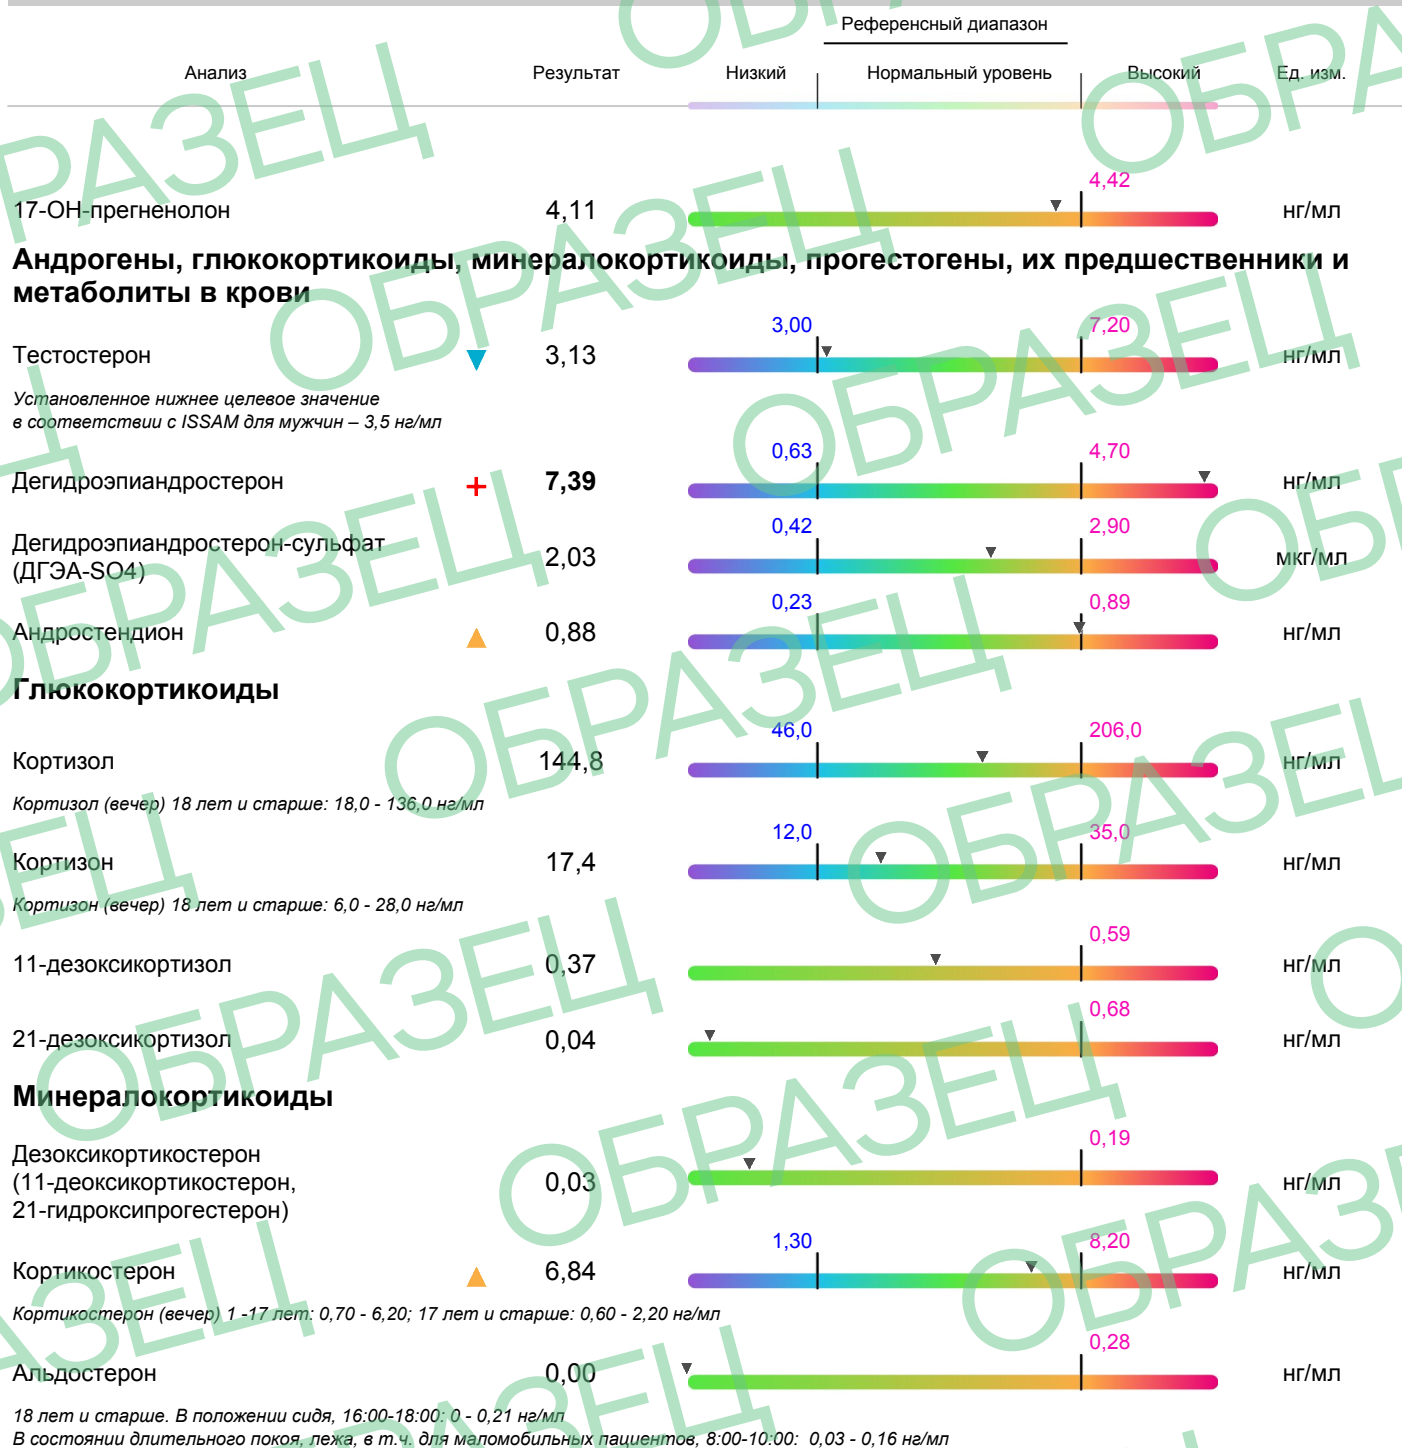 Референсный диапазон
Анализ Результат Низкий Нормальный уровень Высокий Ед. изм.
4,42
17-ОН-прегненолон 4,11 нг/мл
Андрогены, глюкокортикоиды, минералокортикоиды, прогестогены, их предшественники и
метаболиты в крови
3,00 7,20
Тестостерон 3,13 нг/мл
Установленное нижнее целевое значение
в соответствии с ISSAM для мужчин – 3,5 нг/мл
0,63 4,70
Дегидроэпиандростерон + 7,39 нг/мл
0,42 2,90
Дегидроэпиандростерон-сульфат
(ДГЭА-SO4) 2,03 мкг/мл
0,23 0,89
Андростендион 0,88 нг/мл
Глюкокортикоиды
46,0 206,0
Кортизол 144,8 нг/мл
Кортизол (вечер) 18 лет и старше: 18,0 - 136,0 нг/мл
12,0 35,0
Кортизон 17,4 нг/мл
Кортизон (вечер) 18 лет и старше: 6,0 - 28,0 нг/мл
0,59
11-дезоксикортизол 0,37 нг/мл
0,68
21-дезоксикортизол 0,04 нг/мл
Минералокортикоиды
0,19
Дезоксикортикостерон
(11-деоксикортикостерон, 0,03 нг/мл
21-гидроксипрогестерон)
1,30 8,20
Кортикостерон 6,84 нг/мл
Кортикостерон (вечер) 1 -17 лет: 0,70 - 6,20; 17 лет и старше: 0,60 - 2,20 нг/мл
0,28
Альдостерон 0,00 нг/мл
18 лет и старше. В положении сидя, 16:00-18:00: 0 - 0,21 нг/мл
В состоянии длительного покоя, лежа, в т.ч. для маломобильных пациентов, 8:00-10:00: 0,03 - 0,16 нг/мл
ОБРАЗЕЦ